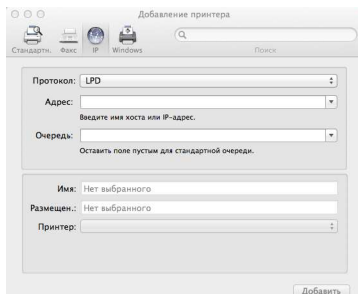 Добавление принтера
Стандартн. Факс IP Windows Поиск
Протокол: LPD
Адрес:
Введите имя хоста или IP-адрес.
Очередь:
Оставить поле пустым для стандартной очереди.
Имя: Нет выбранного
Размещен.: Нет выбранного
Принтер:
Добавить